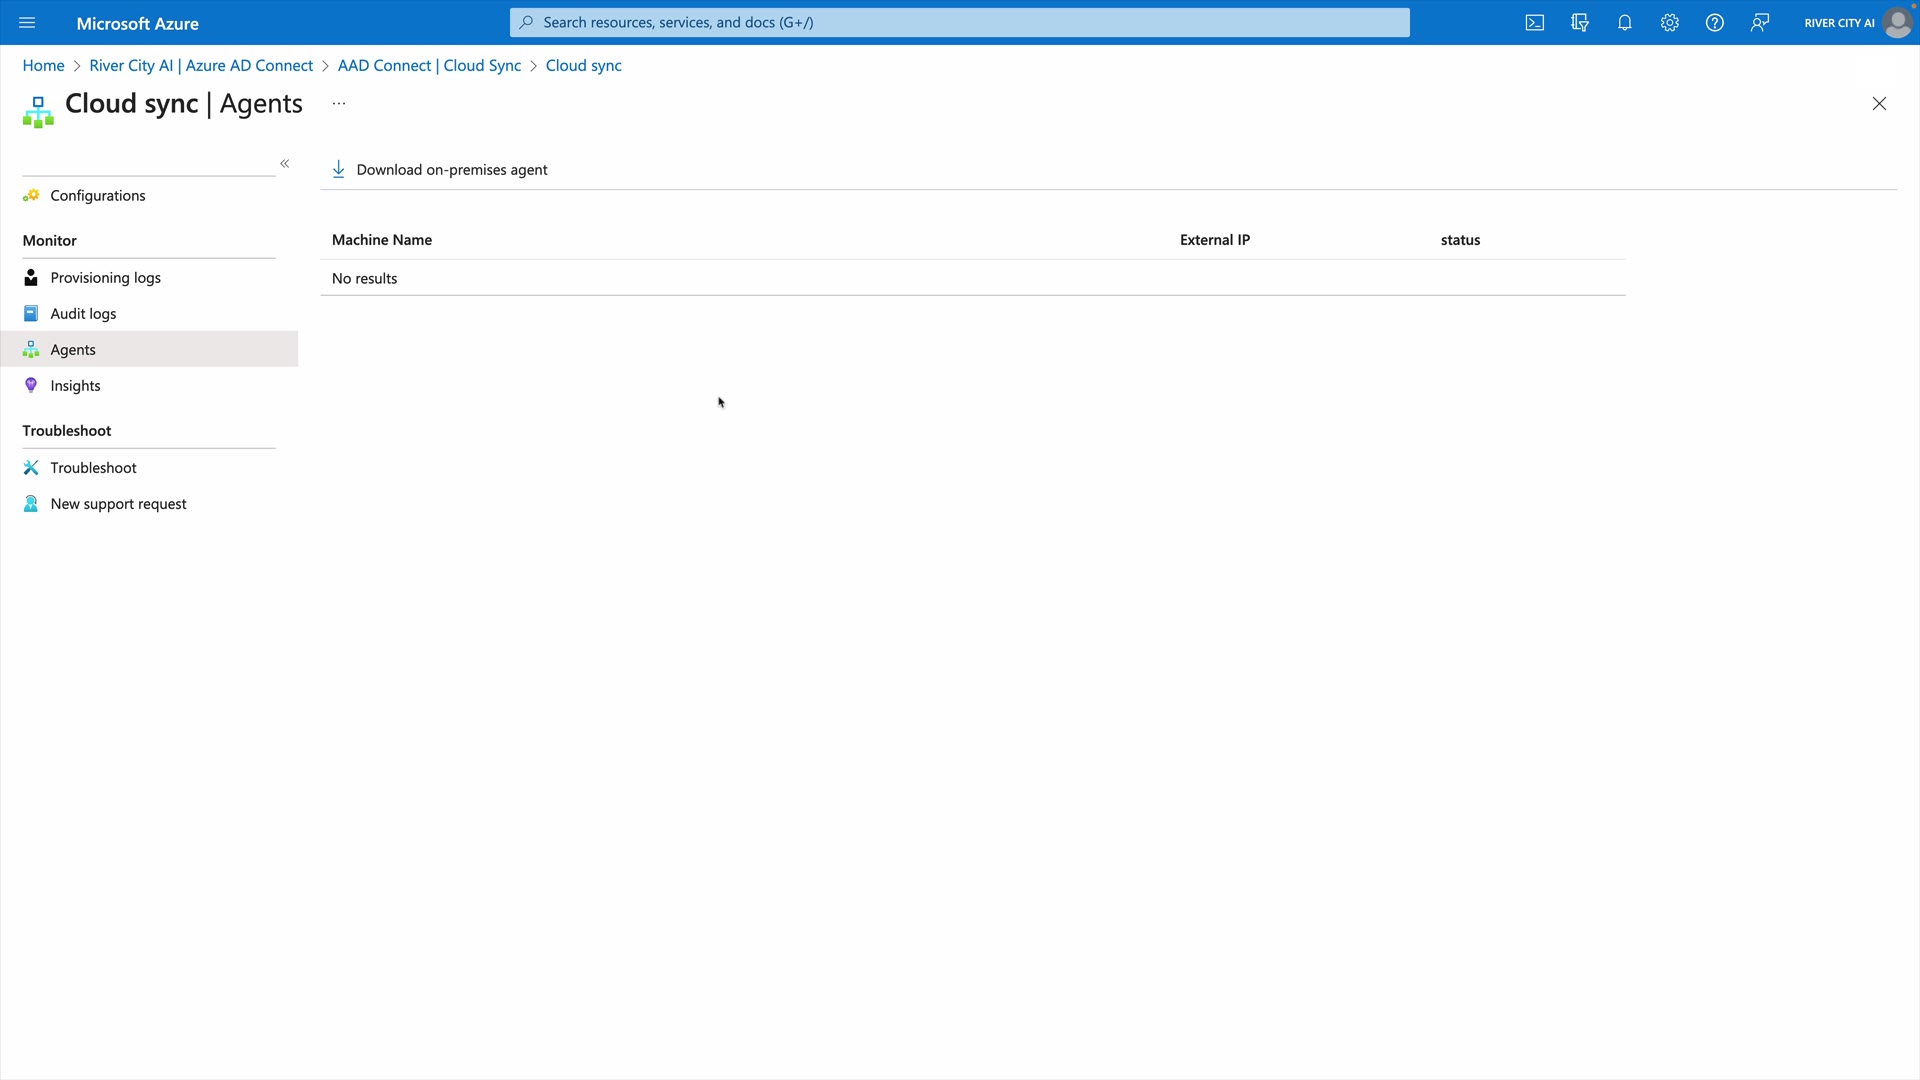 Microsoft Azure
Search resources, services, and docs (G+/)
RIVER CITY AI
Home > River City AI | Azure AD Connect > AAD Connect | Cloud Sync > Cloud sync
Cloud sync | Agents ...
«
Download on-premises agent
Configurations
Monitor
Machine Name External IP status
Provisioning logs
No results
Audit logs
Agents
Insights
Troubleshoot
Troubleshoot
New support request